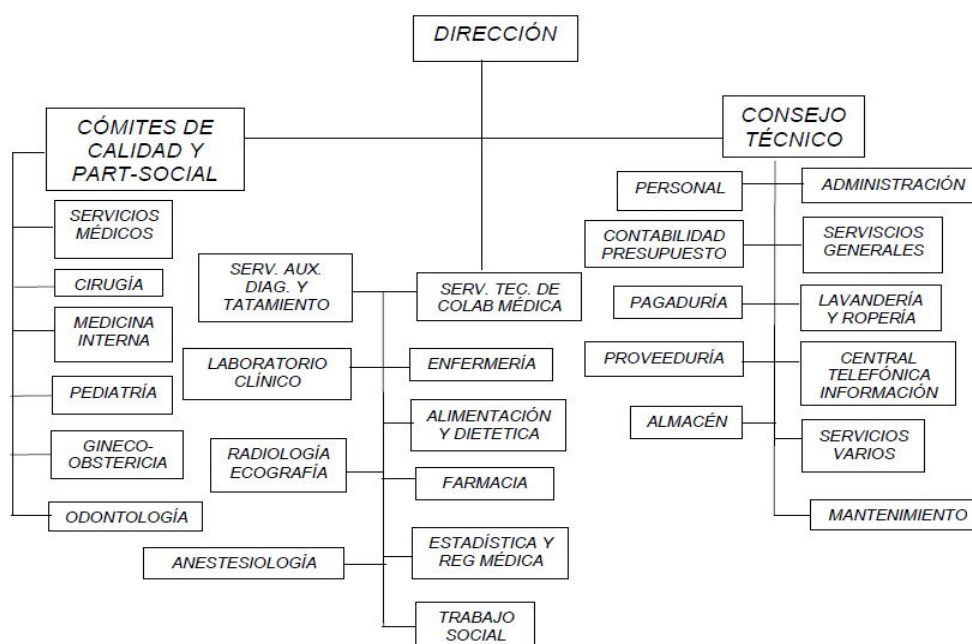 DIRECCIÓN
CÓMITES DE
CALIDAD Y
PART-SOCIAL
CONSEJO
TÉCNICO
SERVICIOS
MÉDICOS
CIRUGÍA
MEDICINA
INTERNA
PEDIATRÍA
GINECO-
OBSTERICIA
ODONTOLOGÍA
SERV. AUX.
DIAG. Y
TATAMIENTO
SERV. TEC. DE
COLAB MÉDICA
LABORATORIO
CLÍNICO
ENFERMERÍA
ALIMENTACIÓN
Y DIETETICA
RADIOLOGÍA
ECOGRAFÍA
FARMACIA
ANESTESIOLOGÍA
ESTADÍSTICA Y
REG MÉDICA
TRABAJO
SOCIAL
PERSONAL
ADMINISTRACIÓN
CONTABILIDAD
PRESUPUESTO
SERVISCIOS
GENERALES
PAGADURÍA
LAVANDERÍA
Y ROPERÍA
PROVEEDURÍA
CENTRAL
TELEFÓNICA
INFORMACIÓN
ALMACÉN
SERVICIOS
VARIOS
MANTENIMIENTO